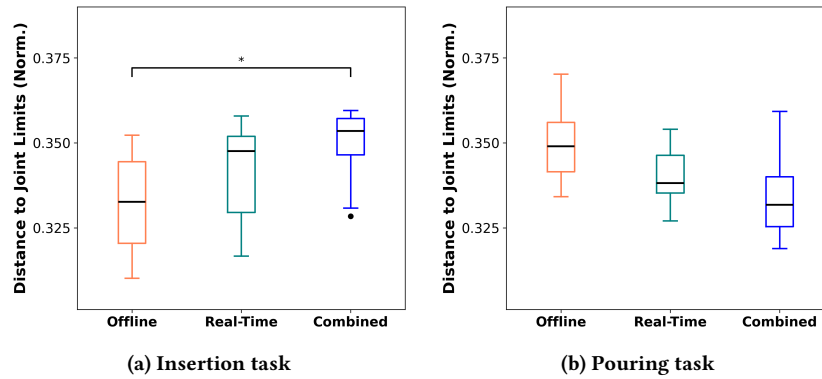 Distance to Joint Limits (Norm.)
0.375
0.350
0.325
*
Offline Real-Time Combined
(a) Insertion task
Distance to Joint Limits (Norm.)
0.375
0.350
0.325
Offline Real-Time Combined
(b) Pouring task